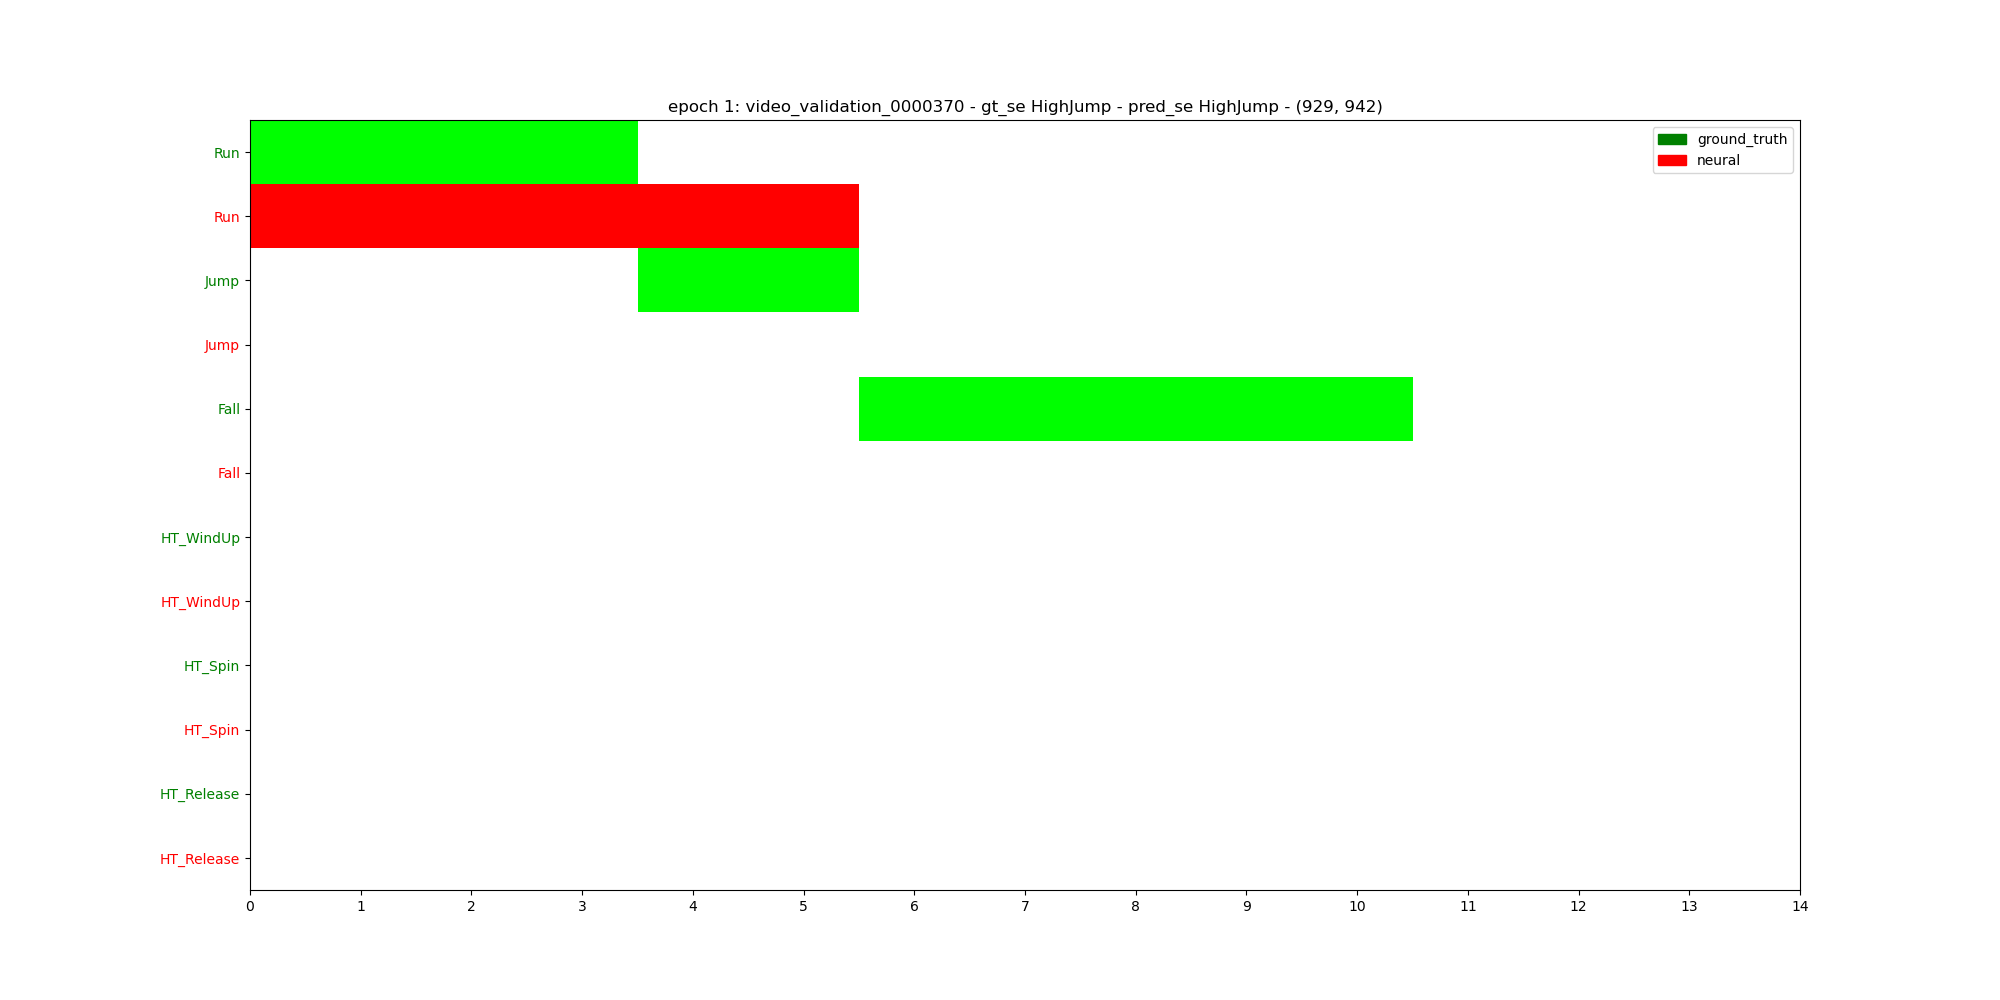 epoch 1: video_validation_0000370 - gt_se HighJump - pred_se HighJump - (929, 942)
ground_truth
neural
Run
Run
Jump
Jump
Fall
Fall
HT_WindUp
HT_WindUp
HT_Spin
HT_Spin
HT_Release
HT_Release
0 1 2 3 4 5 6 7 8 9 10 11 12 13 14